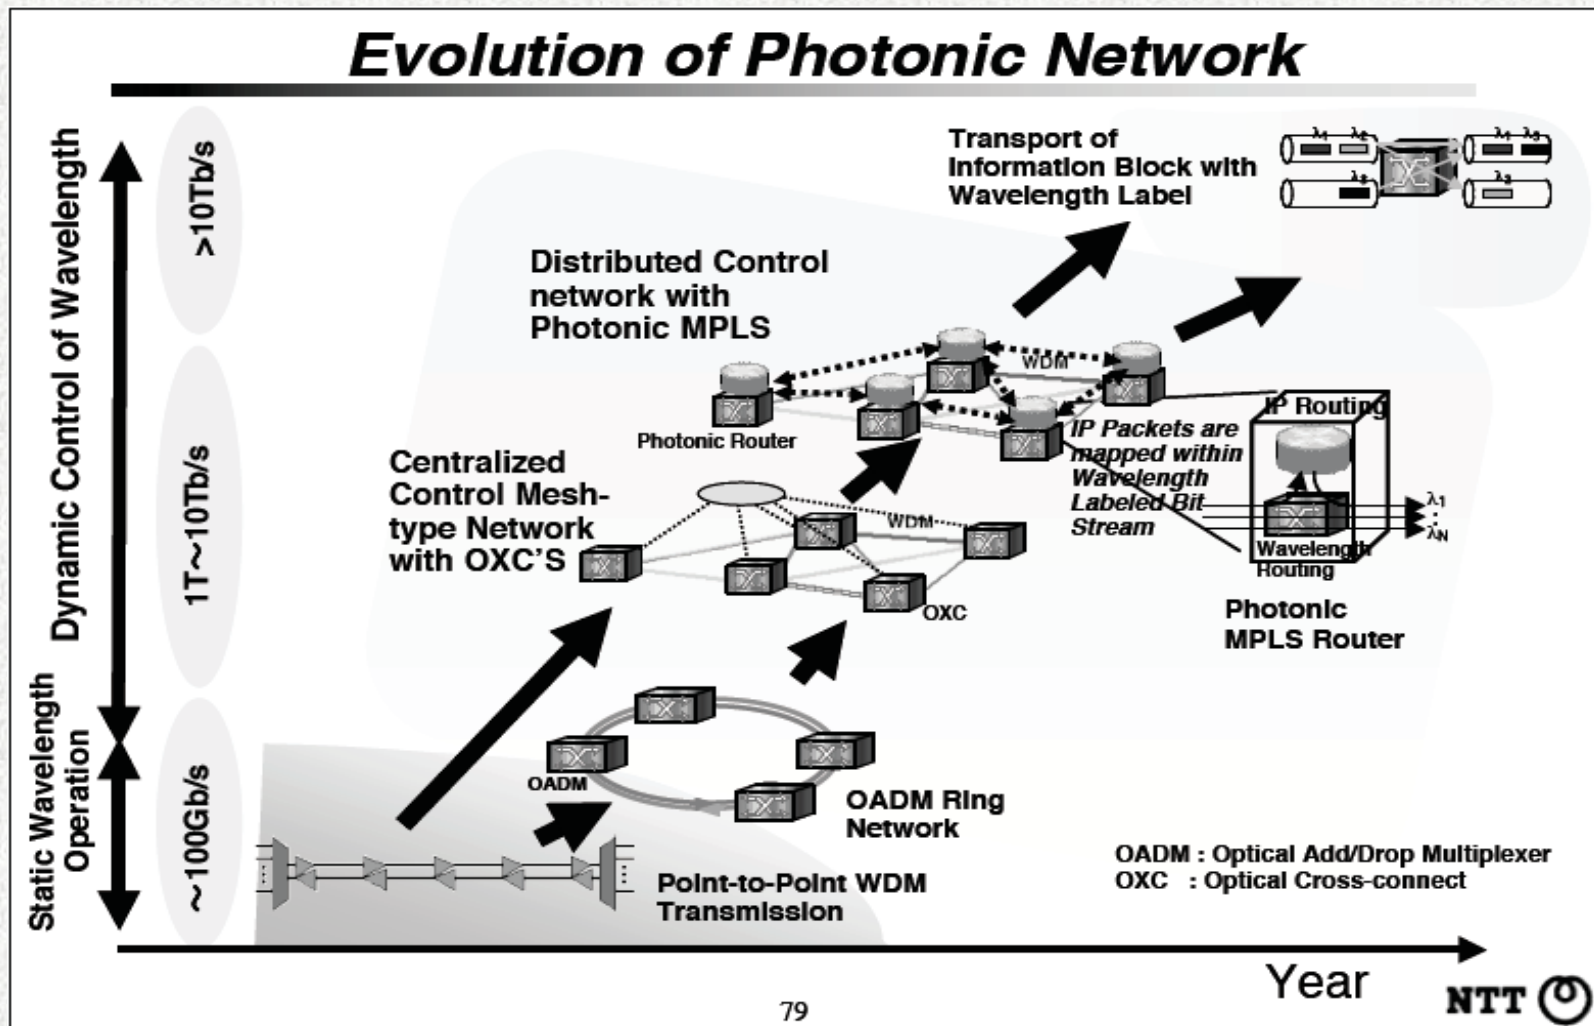 Evolution of Photonic Network
Dynamic Control of Wavelength
Static Wavelength
Operation
>10Tb/s
1T~10Tb/s
~100Gb/s
Transport of
Information Block with
Wavelength Label
λ1 λ2
λ3
λ1 λ3
λ2
Distributed Control
network with
Photonic MPLS
WDM
Photonic Router
IP Packets are
mapped within
Wavelength
Labeled Bit
Stream
IP Routing
λ1
:
λN
Wavelength
Routing
Photonic
MPLS Router
Centralized
Control Mesh-
type Network
with OXC'S
WDM
OXC
OADM
OADM Ring
Network
Point-to-Point WDM
Transmission
OADM : Optical Add/Drop Multiplexer
OXC : Optical Cross-connect
Year
79
NTT